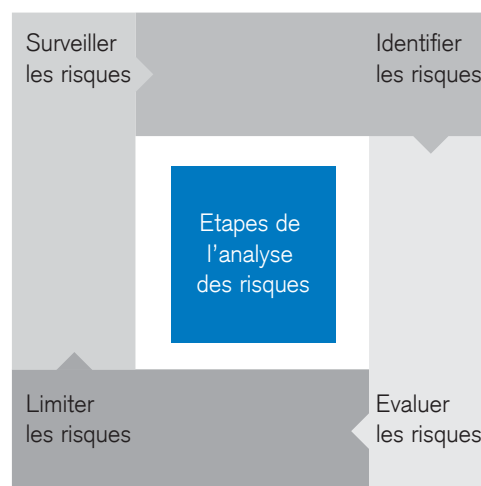 Surveiller
les risques
Identifier
les risques
Etapes de
l'analyse
des risques
Limiter
les risques
Evaluer
les risques